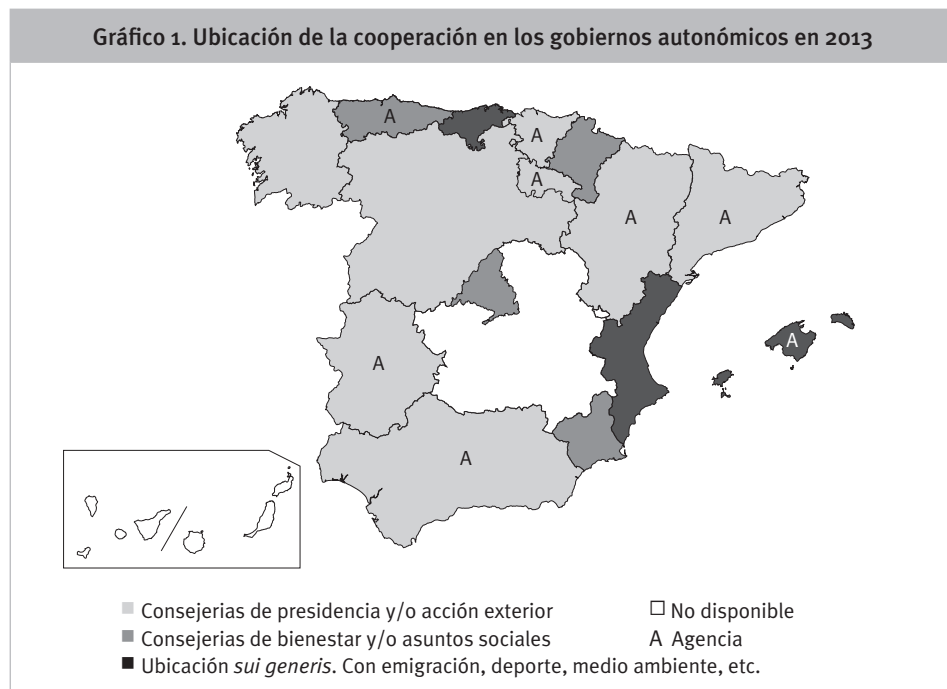 Gráfico 1. Ubicación de la cooperación en los gobiernos autonómicos en 2013
A
A
A
A
A
A
A
A
Consejerias de presidencia y/o acción exterior
Consejerias de bienestar y/o asuntos sociales
Ubicación sui generis. Con emigración, deporte, medio ambiente, etc.
No disponible
A Agencia